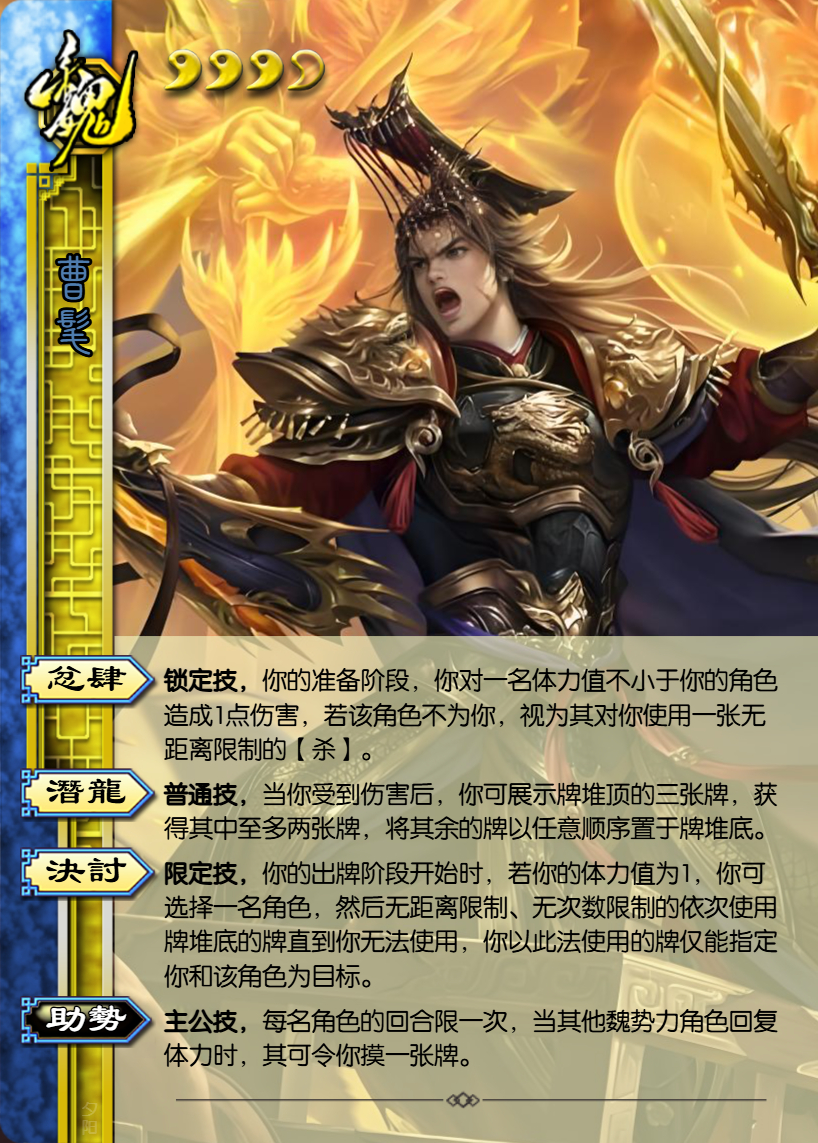 魏
曹髦
忿肆
锁定技，你的准备阶段，你对一名体力值不小于你的角色
造成1点伤害，若该角色不为你，视为其对你使用一张无
距离限制的【杀】。
潛龍
普通技，当你受到伤害后，你可展示牌堆顶的三张牌，获
得其中至多两张牌，将其余的牌以任意顺序置于牌堆底。
決討
限定技，你的出牌阶段开始时，若你的体力值为1，你可
选择一名角色，然后无距离限制、无次数限制的依次使用
牌堆底的牌直到你无法使用，你以此法使用的牌仅能指定
你和该角色为目标。
助勢
主公技，每名角色的回合限一次，当其他魏势力角色回复
体力时，其可令你摸一张牌。
夕阳